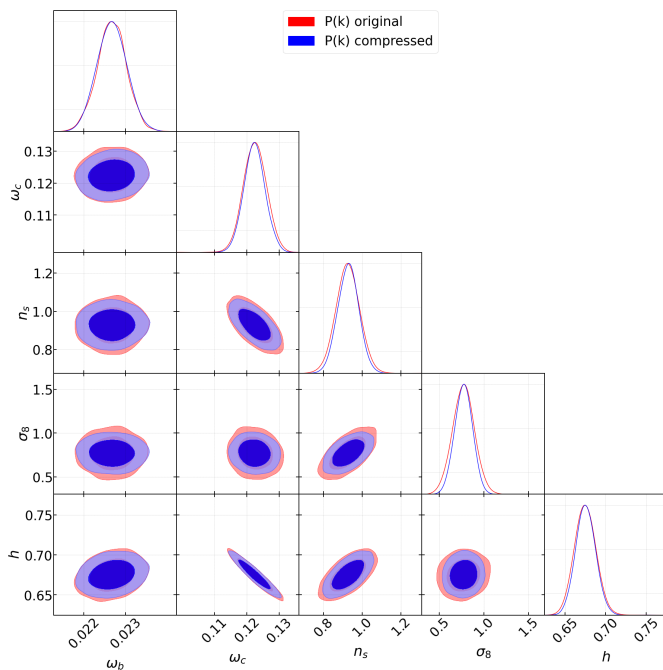 P(k) original
P(k) compressed
0.13
0.12
0.11
ω_c
1.2
1.0
0.8
n_s
1.5
1.0
0.5
σ_8
0.75
0.70
0.65
h
0.022 0.023
0.11 0.12 0.13
0.8 1.0 1.2
0.5 1.0 1.5
0.65 0.70 0.75
ω_b
ω_c
n_s
σ_8
h